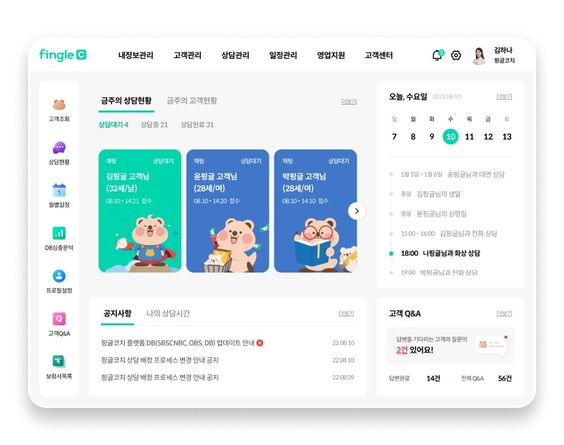 fingle C
내정보관리 고객관리 상담관리 일정관리 영업지원 고객센터
김하나
핑글코치
고객조회
상담현황
월별일정
DB심층분석
프로필설정
고객Q&A
보험사목록
금주의 상담현황 금주의 고객현황 더보기
상담대기 4 상담중 21 상담완료 31
채팅 상담대기
김핑글 고객님
(32세/남)
08.10 • 14:21 접수
채팅 상담대기
윤핑글 고객님
(28세/여)
08.10 • 14:20 접수
채팅 상담대기
박핑글 고객님
(28세/여)
08.10 • 14:20 접수
공지사항 나의 상담시간 더보기
핑글코치 플랫폼 DB(SBSCNBC, OBS, DB) 업데이트 안내 22.08.10
핑글코치 상담 배정 프로세스 변경 안내 공지 22.08.10
핑글코치 상담 배정 프로세스 변경 안내 공지 22.08.09
오늘, 수요일 2022.08.10 더보기
일 월 화 수 목 금 토
7 8 9 10 11 12 13
1월 5일 - 1월 6일 송핑글님과 대면 상담
종일 김핑글님의 생일
종일 윤핑글님의 상령일
15:00 - 16:00 김핑글님과 전화 상담
18:00 나핑글님과 화상 상담
19:00 박핑글님과 전화 상담
고객 Q&A 더보기
답변을 기다리는 고객의 질문이
2건 있어요!
답변완료 14건 전체 Q&A 56건